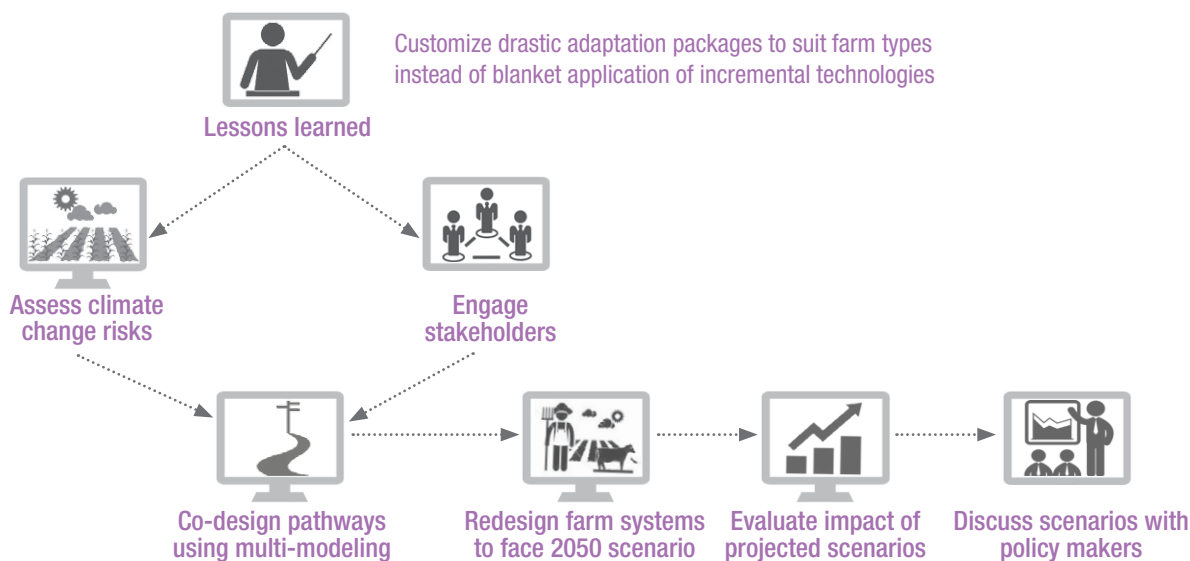 Customize drastic adaptation packages to suit farm types
instead of blanket application of incremental technologies
Lessons learned
Assess climate
change risks
Engage
stakeholders
Co-design pathways
using multi-modeling
Redesign farm systems
to face 2050 scenario
Evaluate impact of
projected scenarios
Discuss scenarios with
policy makers